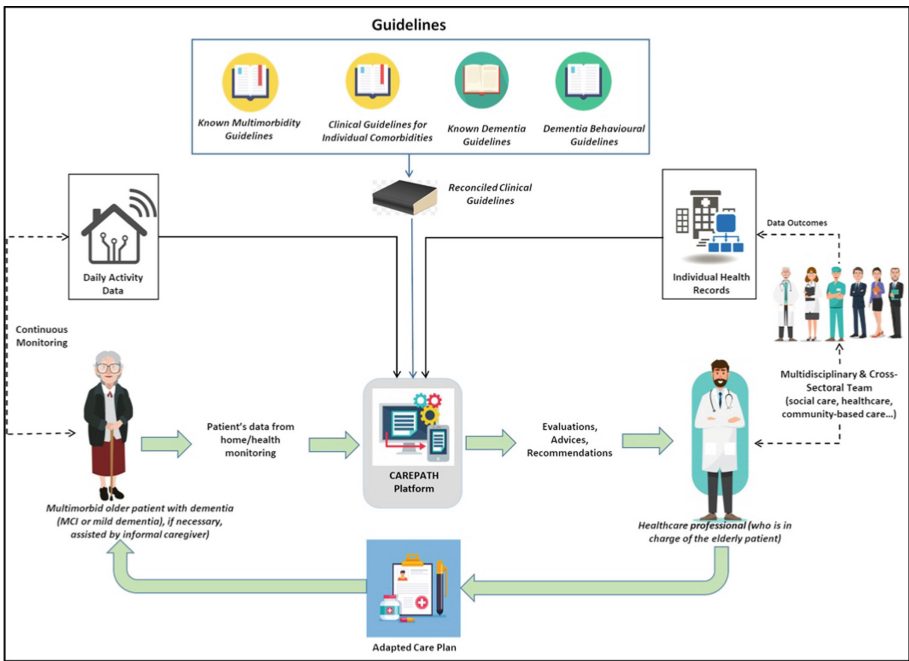 Guidelines
Known Multimorbidity
Guidelines
Clinical Guidelines for
Individual Comorbidities
Known Dementia
Guidelines
Dementia Behavioural
Guidelines
Reconciled Clinical
Guidelines
Daily Activity
Data
Individual Health
Records
Data Outcomes
Continuous
Monitoring
Multidisciplinary & Cross-
Sectoral Team
(social care, healthcare,
community-based care...)
Patient's data from
home/health
monitoring
CAREPATH
Platform
Evaluations,
Advices,
Recommendations
Multimorbid older patient with dementia
(MCI or mild dementia), if necessary,
assisted by informal caregiver)
Healthcare professional (who is in
charge of the elderly patient)
Adapted Care Plan